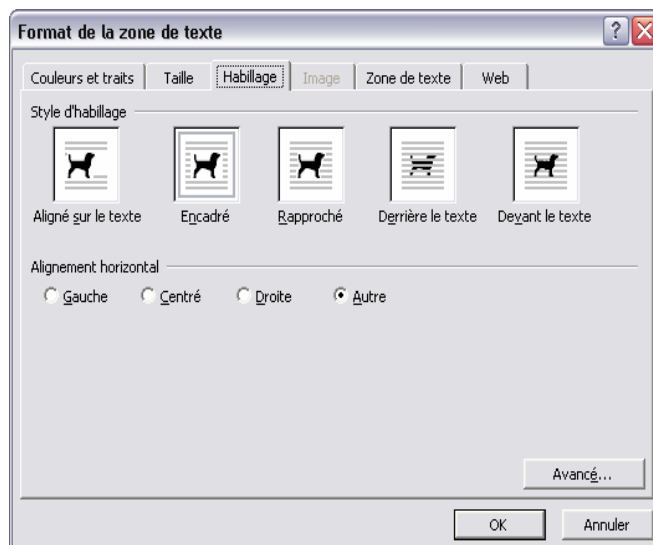 Format de la zone de texte
Couleurs et traits Taille Habillage Image Zone de texte Web
Style d'habillage
Aligné sur le texte Encadré Rapproché Derrière le texte Devant le texte
Alignement horizontal
Gauche Centré Droite Autre
Avancé...
OK Annuler